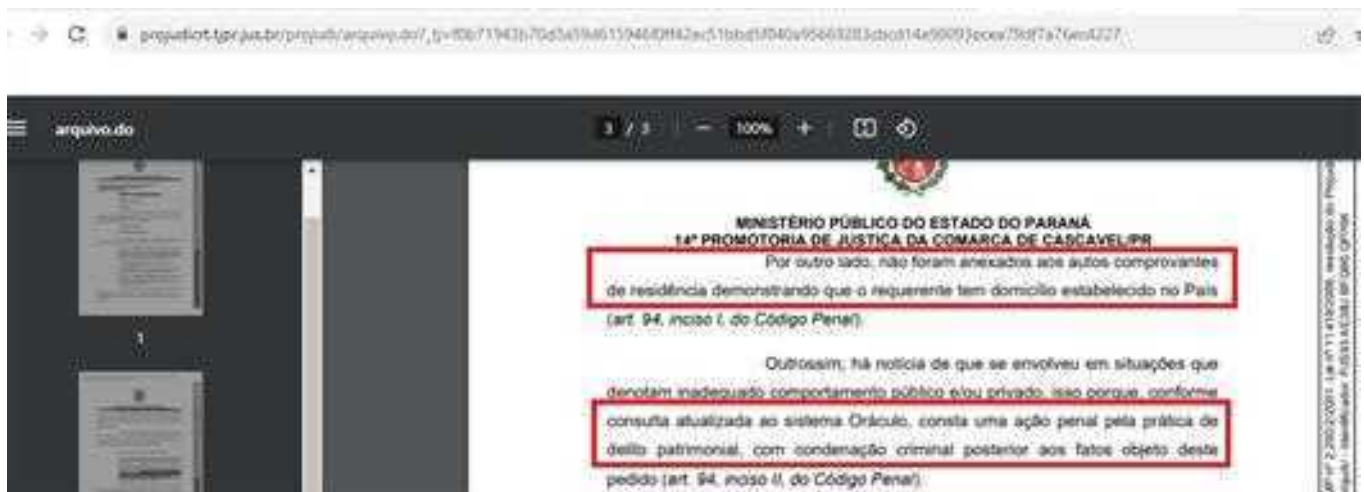 arquivo.do
3 / 3
100%
1
MINISTÉRIO PÚBLICO DO ESTADO DO PARANÁ
14ª PROMOTORIA DE JUSTIÇA DA COMARCA DE CASCAVEL/PR
Por outro lado, não foram anexados aos autos comprovantes
de residência demonstrando que o requerente tem domicílio estabelecido no País
(art. 94, inciso I, do Código Penal).
Outrossim, há notícia de que se envolveu em situações que
denotam inadequado comportamento público e/ou privado, isso porque, conforme
consulta atualizada ao sistema Oráculo, consta uma ação penal pela prática de
delito patrimonial, com condenação criminal posterior aos fatos objeto deste
pedido (art. 94, inciso II, do Código Penal).